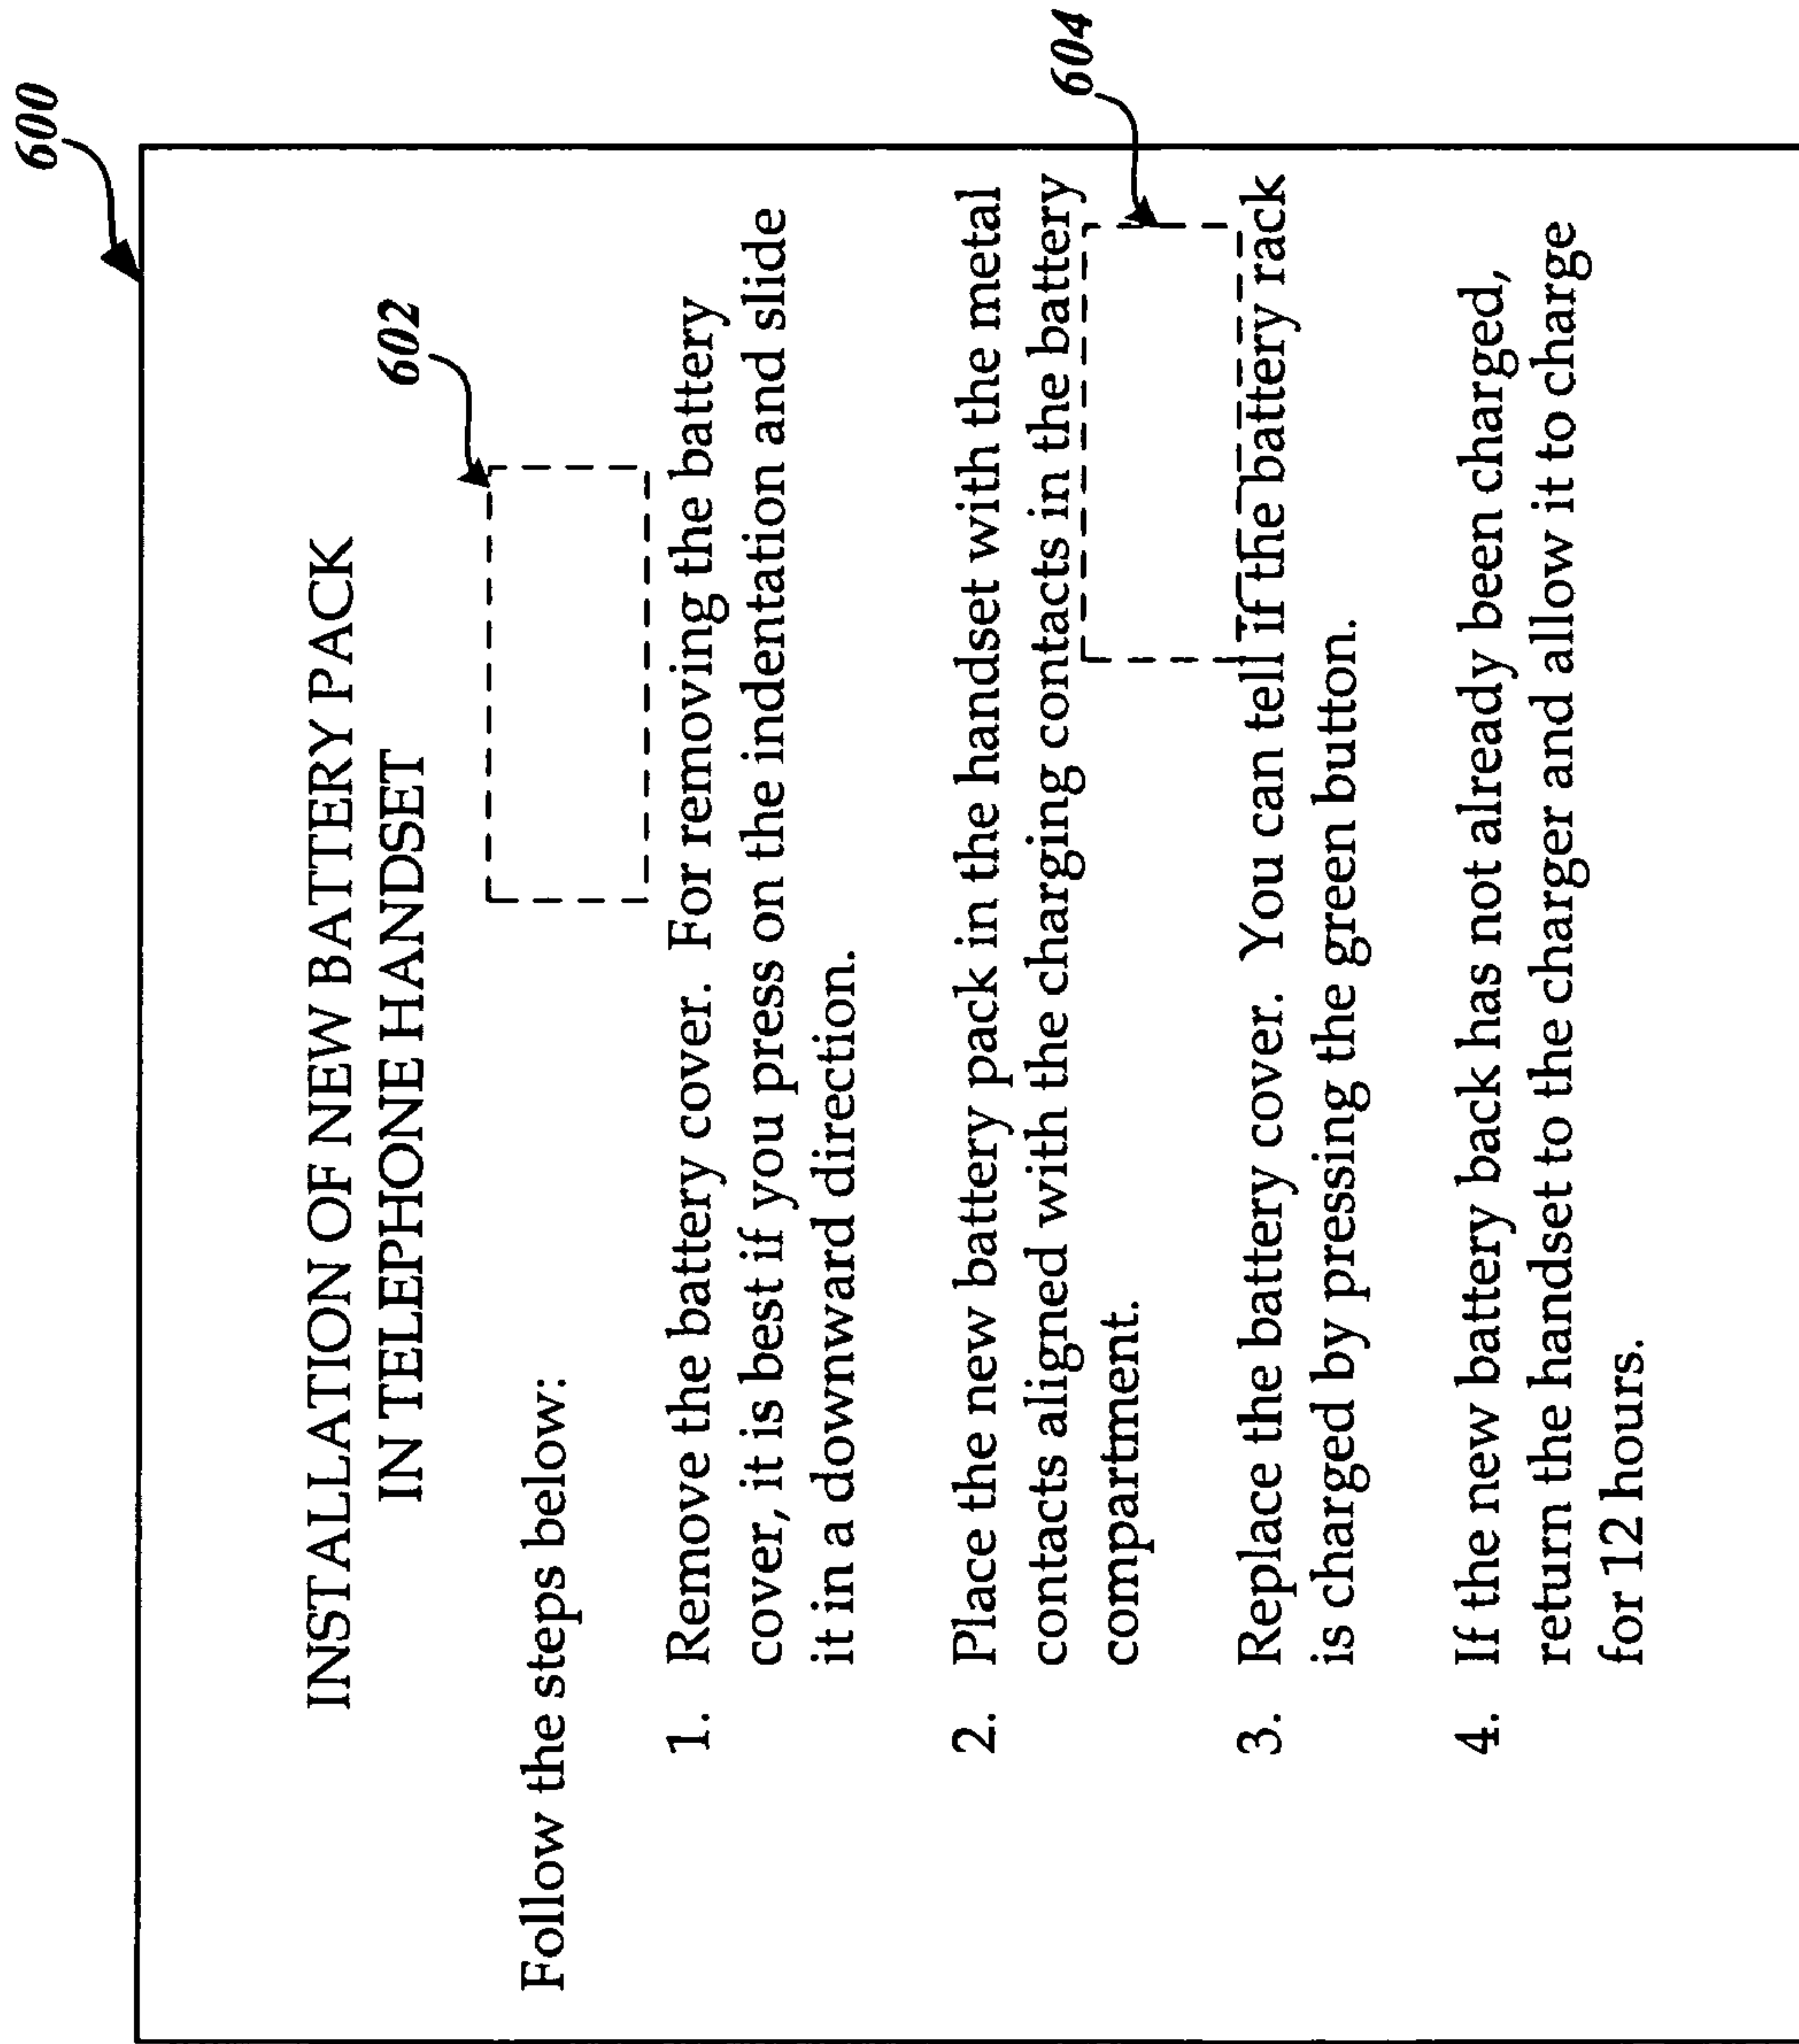 600
INSTALLATION OF NEW BATTERY PACK
IN TELEPHONE HANDSET
602
Follow the steps below:
1. Remove the battery cover. For removing the battery
cover, it is best if you press on the indentation and slide
it in a downward direction.
2. Place the new battery pack in the handset with the metal
contacts aligned with the charging contacts in the battery
compartment.
604
3. Replace the battery cover. You can tell if the battery rack
is charged by pressing the green button.
4. If the new battery back has not already been charged,
return the handset to the charger and allow it to charge
for 12 hours.